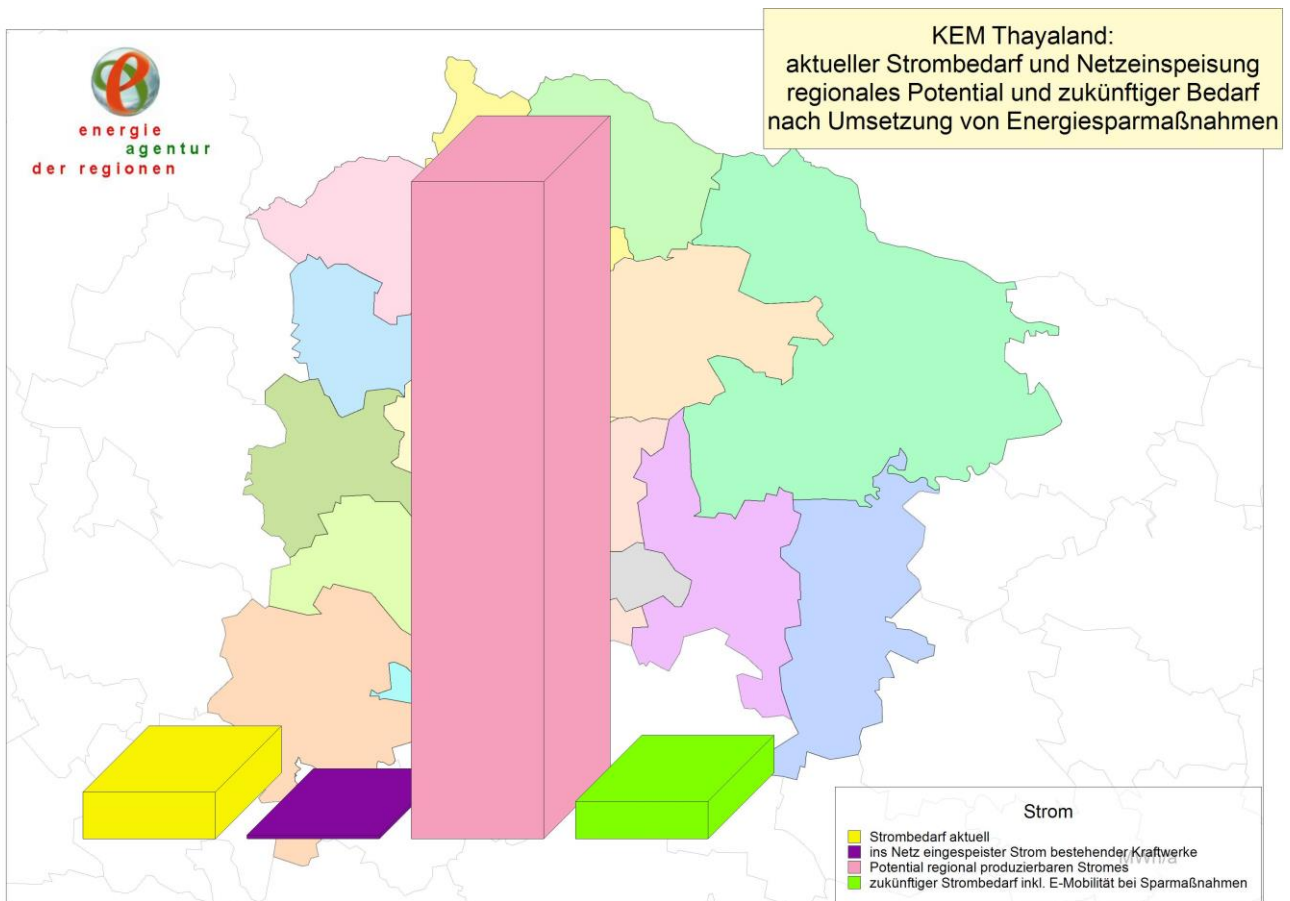 energie
agentur
der regionen
KEM Thayaland:
aktueller Strombedarf und Netzeinspeisung
regionales Potential und zukünftiger Bedarf
nach Umsetzung von Energiesparmaßnahmen
Strom
Strombedarf aktuell
ins Netz eingespeister Strom bestehender Kraftwerke
MWh/a
Potential regional produzierbaren Stromes
zukünftiger Strombedarf inkl. E-Mobilität bei Sparmaßnahmen